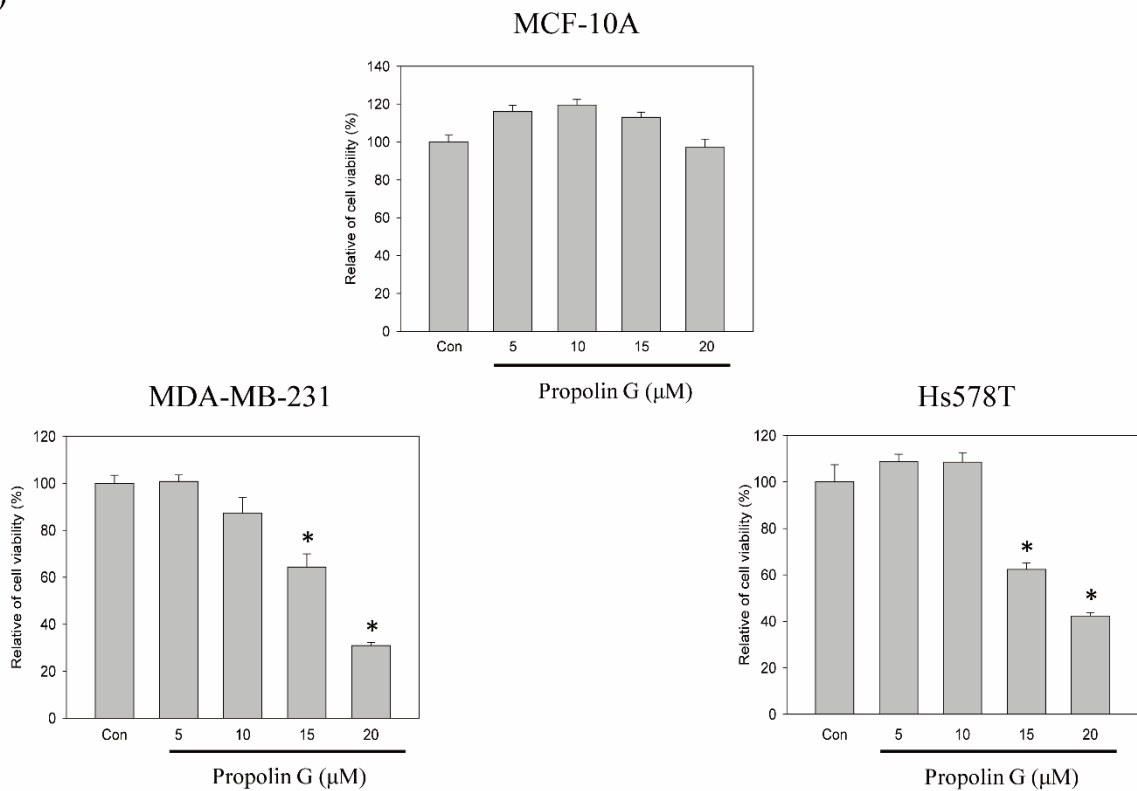 )
MCF-10A
Relative of cell viability (%)
140
120
100
80
60
40
20
0
Con 5 10 15 20
Propolin G (μM)
MDA-MB-231
Relative of cell viability (%)
120
100
80
60
40
20
0
*
*
Con 5 10 15 20
Propolin G (μM)
Hs578T
Relative of cell viability (%)
120
100
80
60
40
20
0
*
*
Con 5 10 15 20
Propolin G (μM)